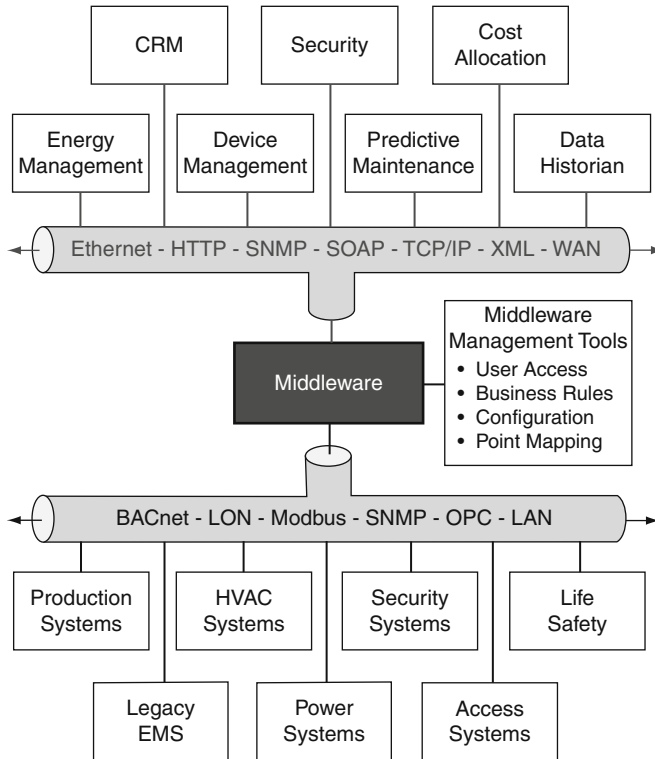 CRM
Security
Cost
Allocation
Energy
Management
Device
Management
Predictive
Maintenance
Data
Historian
Ethernet - HTTP - SNMP - SOAP - TCP/IP - XML - WAN
Middleware
Middleware
Management Tools
• User Access
• Business Rules
• Configuration
• Point Mapping
BACnet - LON - Modbus - SNMP - OPC - LAN
Production
Systems
HVAC
Systems
Security
Systems
Life
Safety
Legacy
EMS
Power
Systems
Access
Systems